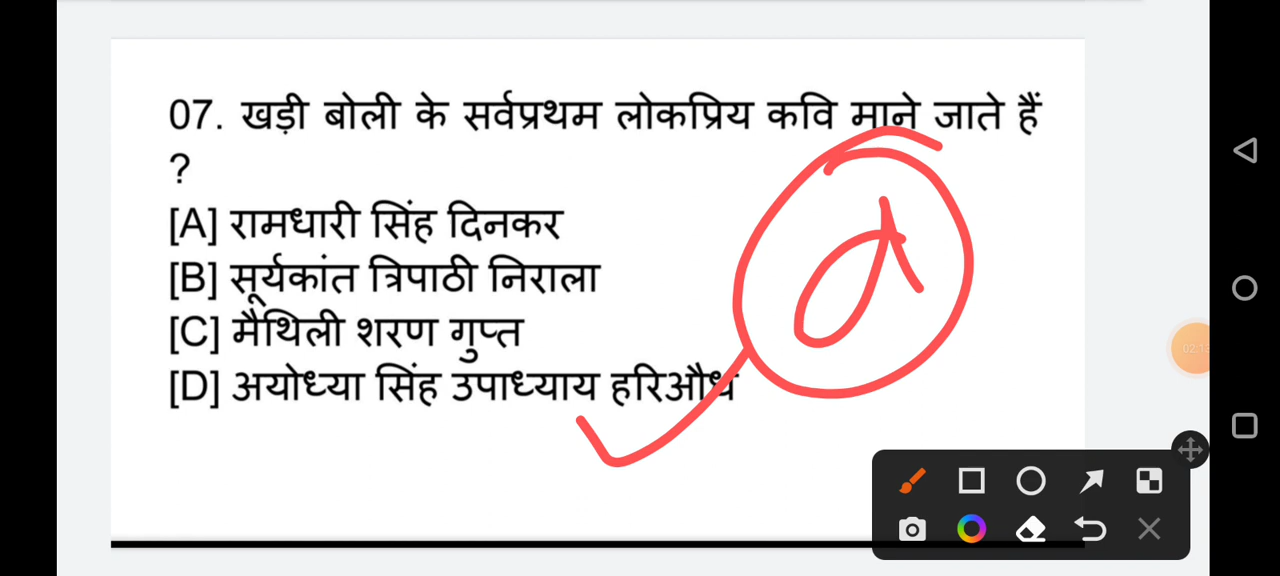 07. खड़ी बोली के सर्वप्रथम लोकप्रिय कवि माने जाते हैं
?
[A] रामधारी सिंह दिनकर
[B] सूर्यकांत त्रिपाठी निराला
[C] मैथिली शरण गुप्त
[D] अयोध्या सिंह उपाध्याय हरिऔध
d